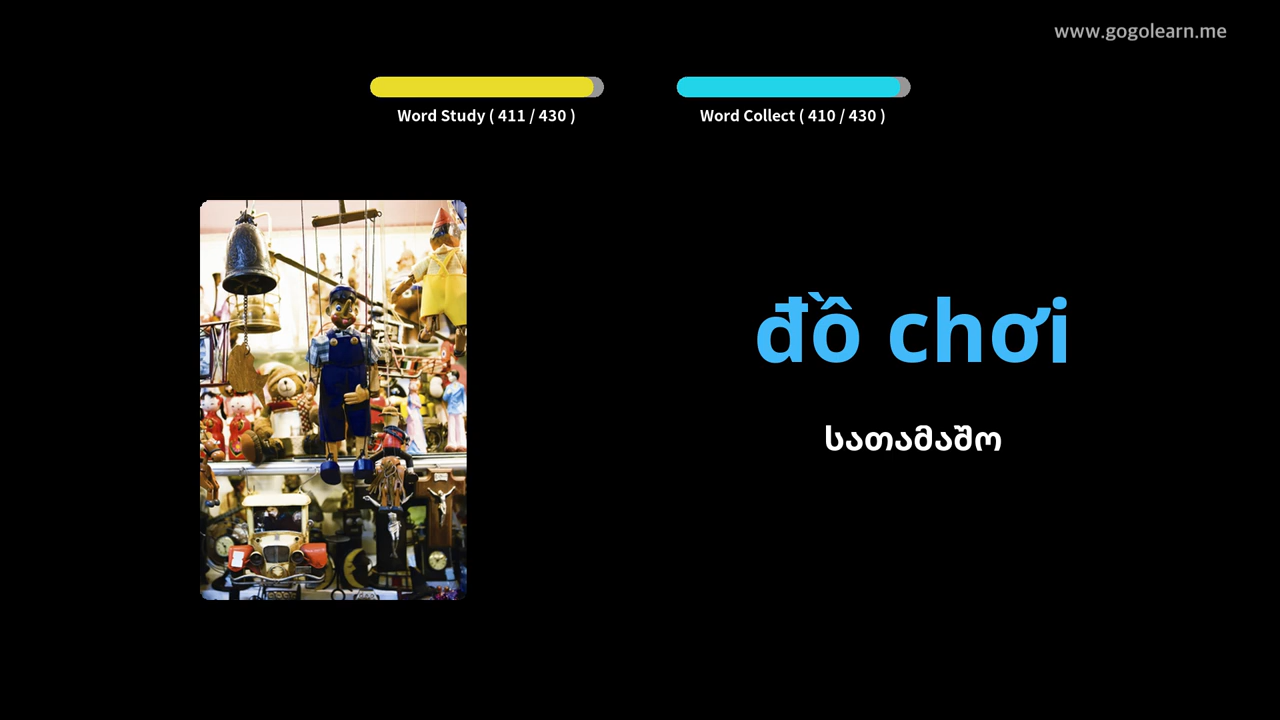 www.gogolearn.me
Word Study ( 411 / 430 )
Word Collect ( 410 / 430 )
đồ chơi
სათამაშო